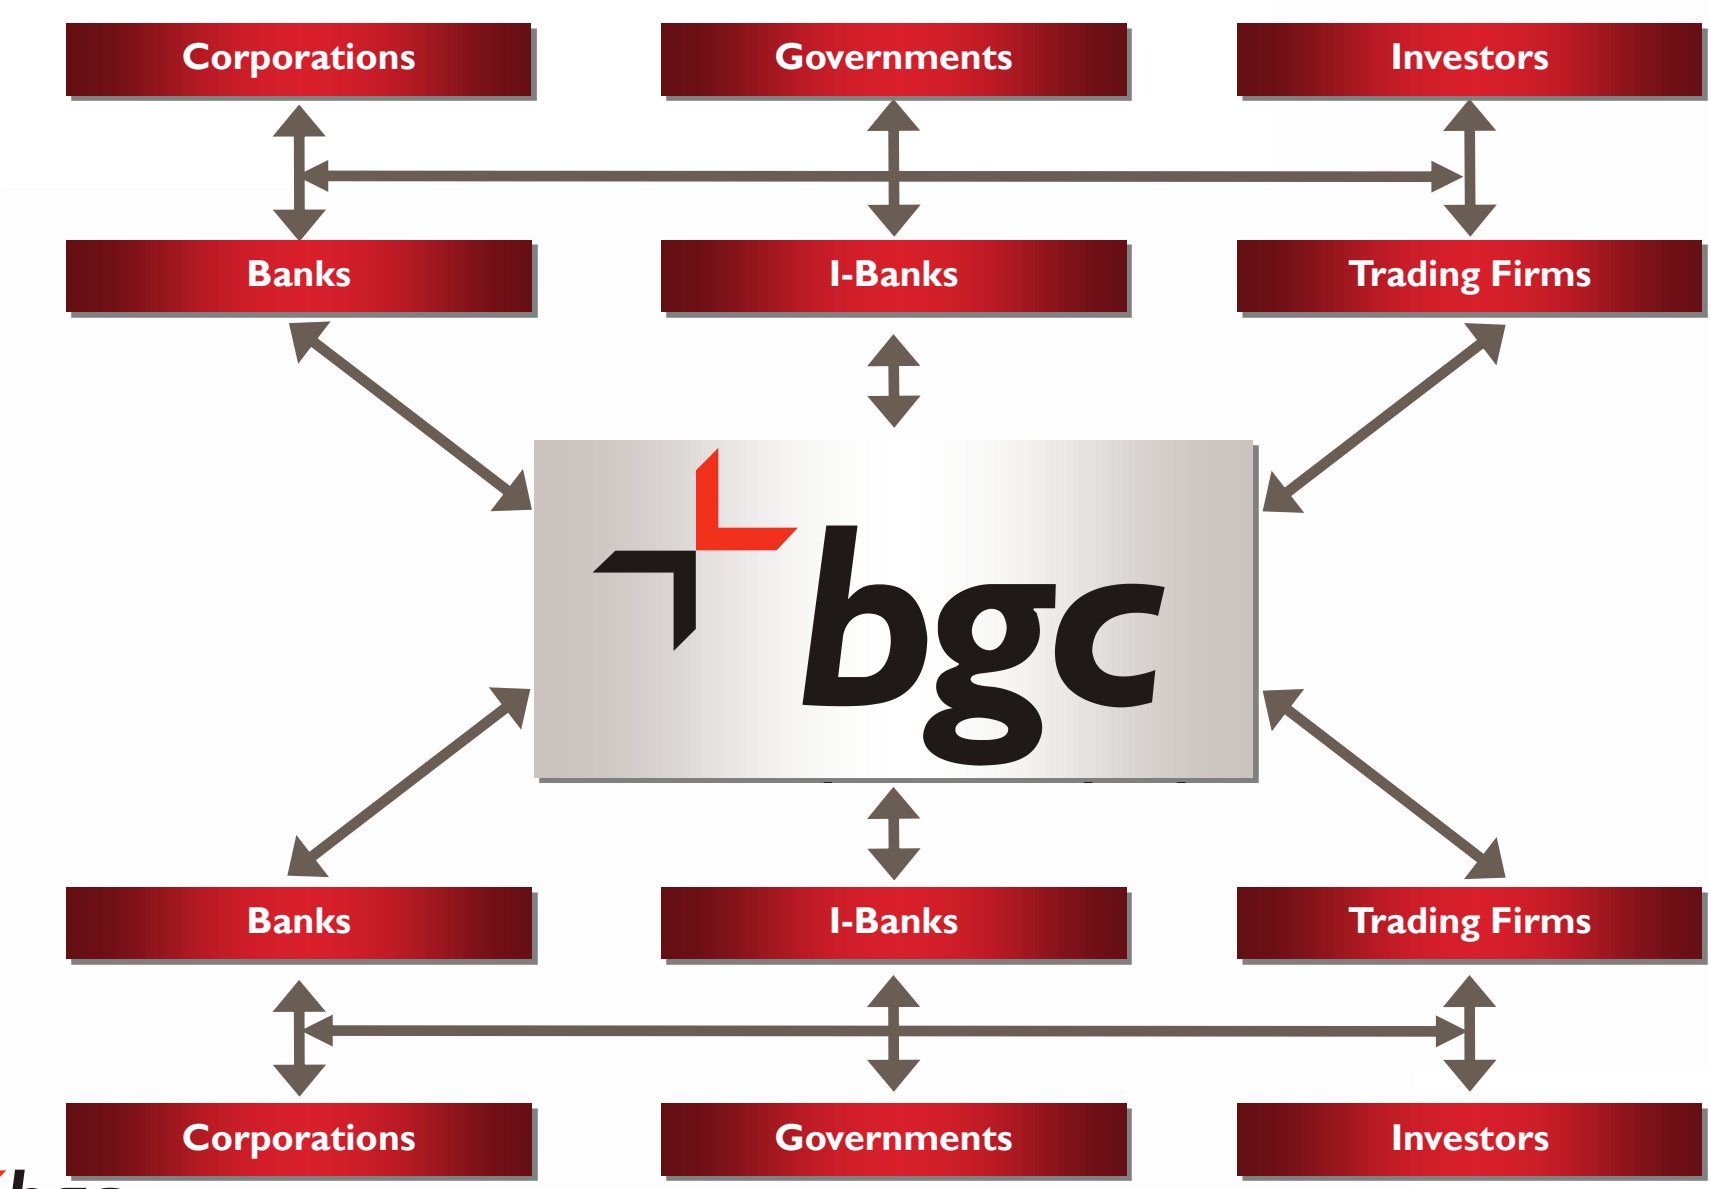 Corporations Governments Investors
Banks I-Banks Trading Firms
bgc
Banks I-Banks Trading Firms
Corporations Governments Investors